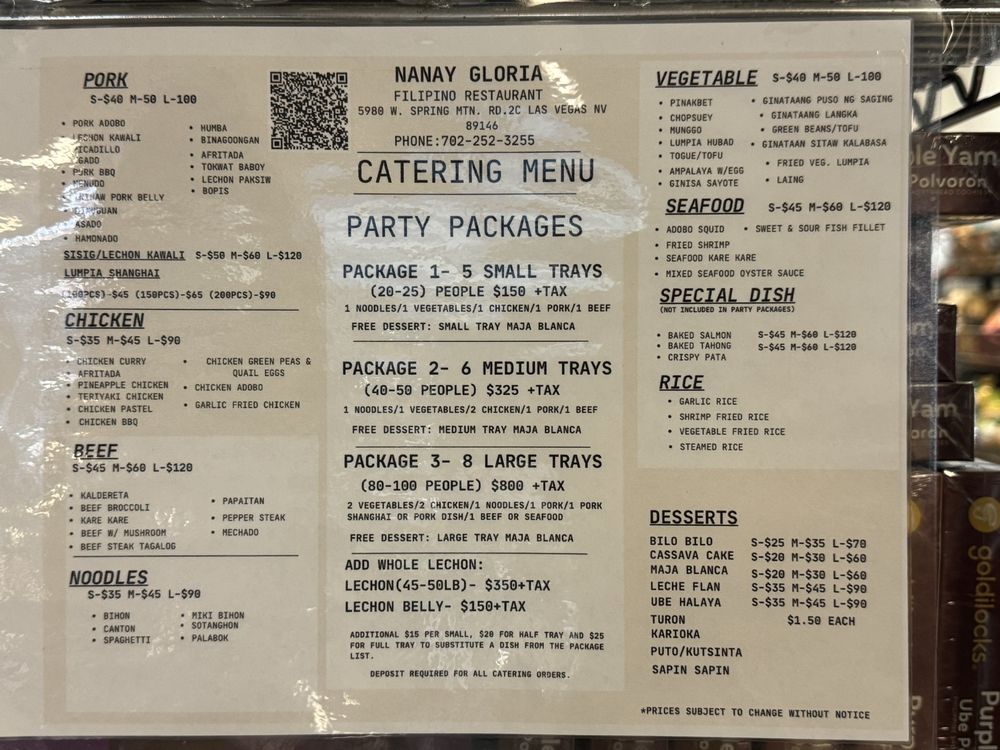 PORK
S-$40 M-50 L-100
PORK ADOBO
LECHON KAWALI
PORK BBQ
PORK BELLY
ASADO
HAMONADO
HUMBA
BINAGOONGAN
AFRITADA
TOKWAT BABOY
LECHON PAKSIW
BOPIS
SISIG/LECHON KAWALI S-$50 M-$60 L-$120
LUMPIA SHANGHAI
(100PCS)-$45 (150PCS)-$65 (200PCS)-$90
CHICKEN
S-$35 M-$45 L-$90
CHICKEN CURRY
AFRITADA
PINEAPPLE CHICKEN
TERIYAKI CHICKEN
CHICKEN PASTEL
CHICKEN BBQ
CHICKEN GREEN PEAS &
QUAIL EGGS
CHICKEN ADOBO
GARLIC FRIED CHICKEN
BEEF
S-$45 M-$60 L-$120
KALDERETA
BEEF BROCCOLI
KARE KARE
BEEF W/ MUSHROOM
BEEF STEAK TAGALOG
PAPAITAN
PEPPER STEAK
MECHADO
NOODLES
S-$35 M-$45 L-$90
BIHON
CANTON
SPAGHETTI
MIKI BIHON
SOTANGHON
PALABOK
NANAY GLORIA
FILIPINO RESTAURANT
5980 W. SPRING MTN. RD.2C LAS VEGAS NV
89146
PHONE:702-252-3255
CATERING MENU
PARTY PACKAGES
PACKAGE 1- 5 SMALL TRAYS
(20-25) PEOPLE $150 +TAX
1 NOODLES/1 VEGETABLES/1 CHICKEN/1 PORK/1 BEEF
FREE DESSERT: SMALL TRAY MAJA BLANCA
PACKAGE 2- 6 MEDIUM TRAYS
(40-50 PEOPLE) $325 +TAX
1 NOODLES/1 VEGETABLES/2 CHICKEN/1 PORK/1 BEEF
FREE DESSERT: MEDIUM TRAY MAJA BLANCA
PACKAGE 3- 8 LARGE TRAYS
(80-100 PEOPLE) $800 +TAX
2 VEGETABLES/2 CHICKEN/1 NOODLES/1 PORK/1 PORK
SHANGHAI OR PORK DISH/1 BEEF OR SEAFOOD
FREE DESSERT: LARGE TRAY MAJA BLANCA
ADD WHOLE LECHON:
LECHON(45-50LB)- $350+TAX
LECHON BELLY- $150+TAX
ADDITIONAL $15 PER SMALL, $20 FOR HALF TRAY AND $25
FOR FULL TRAY TO SUBSTITUTE A DISH FROM THE PACKAGE
LIST.
DEPOSIT REQUIRED FOR ALL CATERING ORDERS.
VEGETABLE S-$40 M-50 L-100
PINAKBET
CHOPSUEY
MUNGGO
LUMPIA HUBAD
TOGUE/TOFU
AMPALAYA W/EGG
GINISA SAYOTE
GINATAANG PUSO NG SAGING
GINATAANG LANGKA
GREEN BEANS/TOFU
GINATAAN SITAW KALABASA
FRIED VEG. LUMPIA
LAING
SEAFOOD S-$45 M-$60 L-$120
ADOBO SQUID
SWEET & SOUR FISH FILLET
FRIED SHRIMP
SEAFOOD KARE KARE
MIXED SEAFOOD OYSTER SAUCE
SPECIAL DISH
(NOT INCLUDED IN PARTY PACKAGES)
BAKED SALMON S-$45 M-$60 L-$120
BAKED TAHONG S-$45 M-$60 L-$120
CRISPY PATA
RICE
GARLIC RICE
SHRIMP FRIED RICE
VEGETABLE FRIED RICE
STEAMED RICE
DESSERTS
BILO BILO S-$25 M-$35 L-$70
CASSAVA CAKE S-$20 M-$30 L-$60
MAJA BLANCA S-$20 M-$30 L-$60
LECHE FLAN S-$35 M-$45 L-$90
UBE HALAYA S-$35 M-$45 L-$90
TURON $1.50 EACH
KARIOKA
PUTO/KUTSINTA
SAPIN SAPIN
*PRICES SUBJECT TO CHANGE WITHOUT NOTICE
Yam
Polvoron
Yam
goldilocks